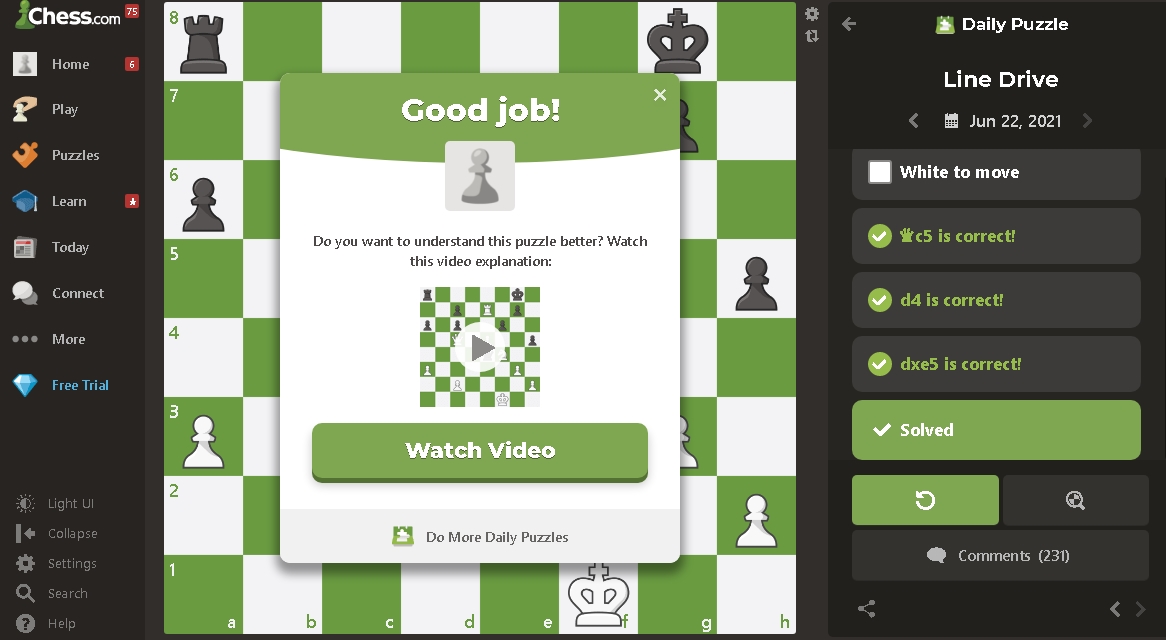 Chess.com 75
Home 6
Play
Puzzles
Learn
Today
Connect
More
Free Trial
Light UI
Collapse
Settings
Search
Help
8
7
6
5
4
3
2
1
a b c d e f g h
Good job!
×
Do you want to understand this puzzle better? Watch
this video explanation:
Watch Video
Do More Daily Puzzles
Daily Puzzle
Line Drive
Jun 22, 2021
White to move
♛c5 is correct!
d4 is correct!
dxe5 is correct!
Solved
Comments (231)